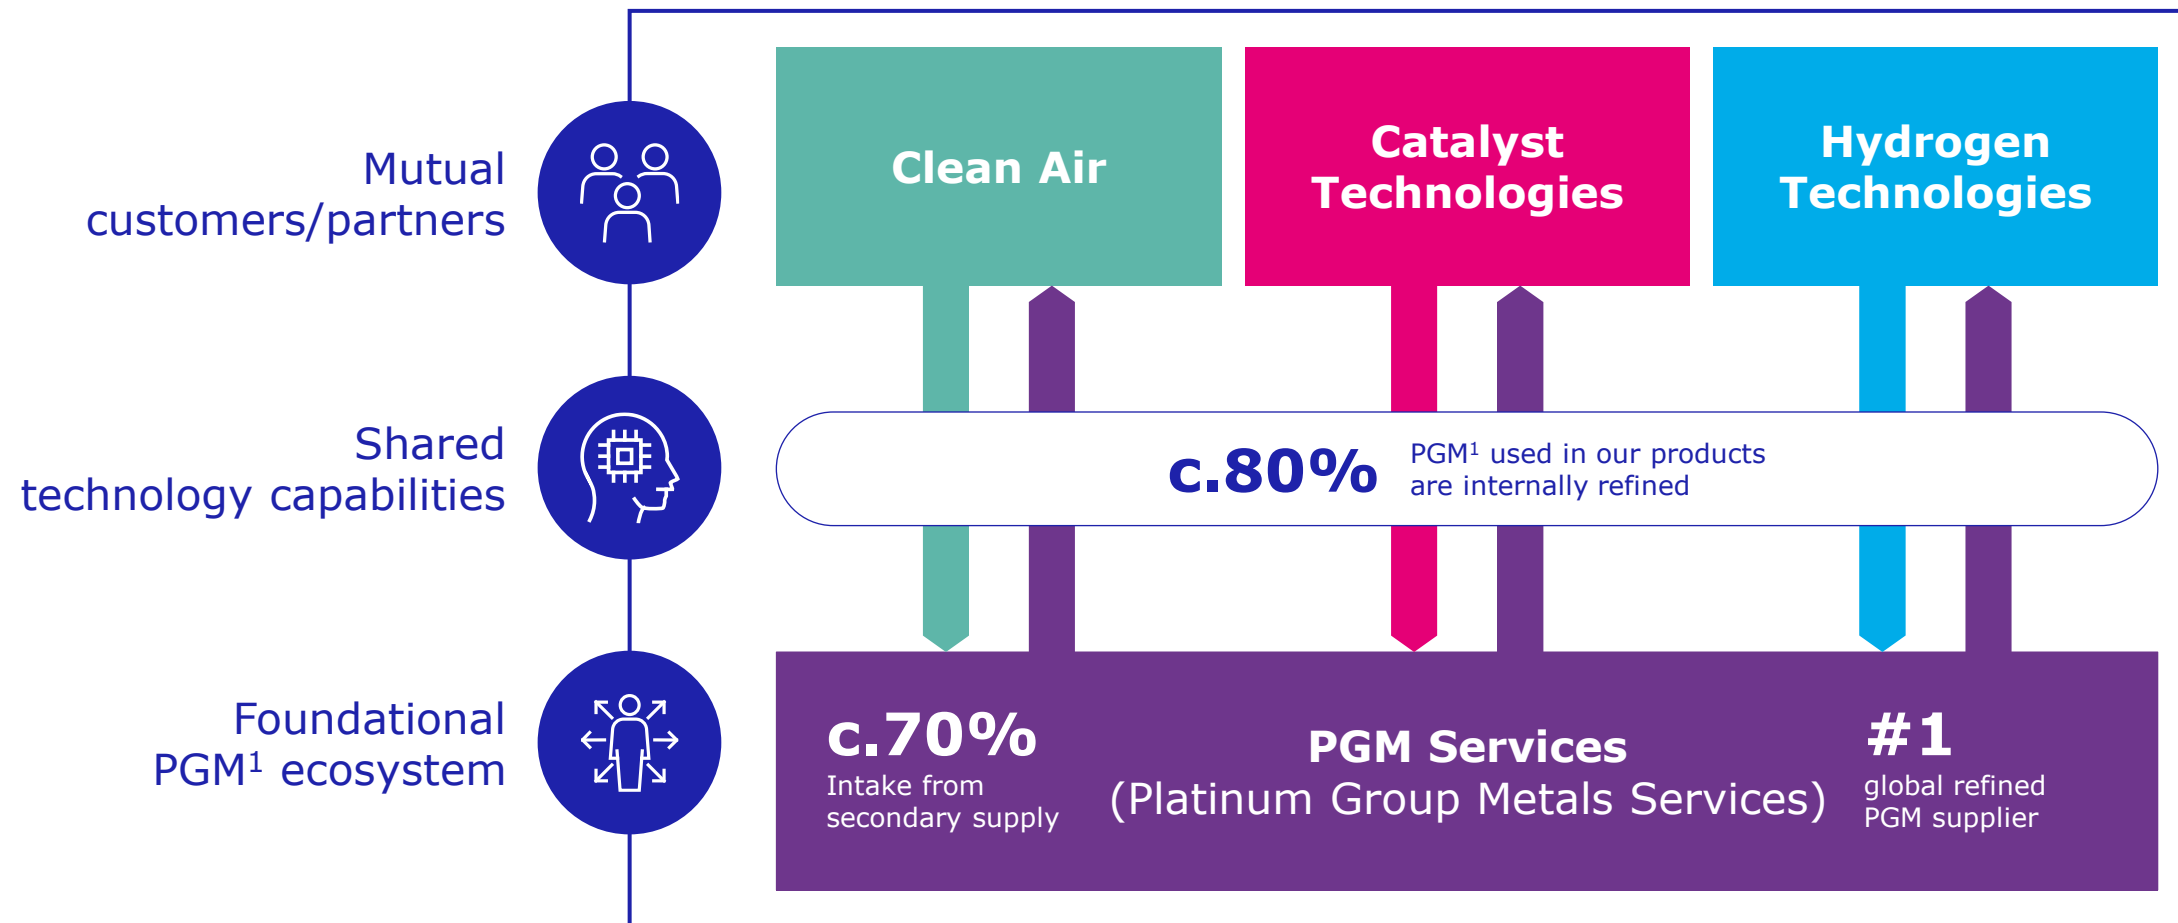 Mutual
customers/partners
Clean Air
Catalyst
Technologies
Hydrogen
Technologies
Shared
technology capabilities
c.80%
PGM¹ used in our products
are internally refined
Foundational
PGM¹ ecosystem
c.70%
Intake from
secondary supply
PGM Services
(Platinum Group Metals Services)
#1
global refined
PGM supplier